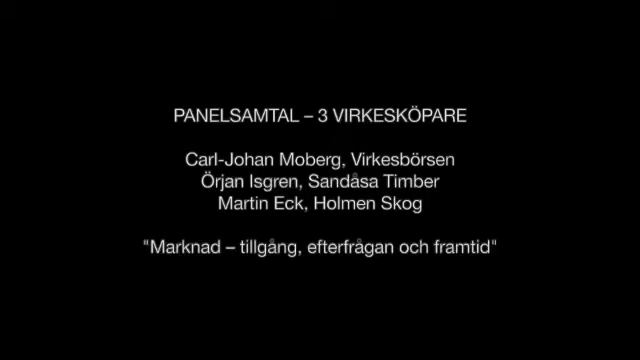 PANELSAMTAL – 3 VIRKESKÖPARE
Carl-Johan Moberg, Virkesbörsen
Örjan Isgren, Sandåsa Timber
Martin Eck, Holmen Skog
"Marknad – tillgång, efterfrågan och framtid"